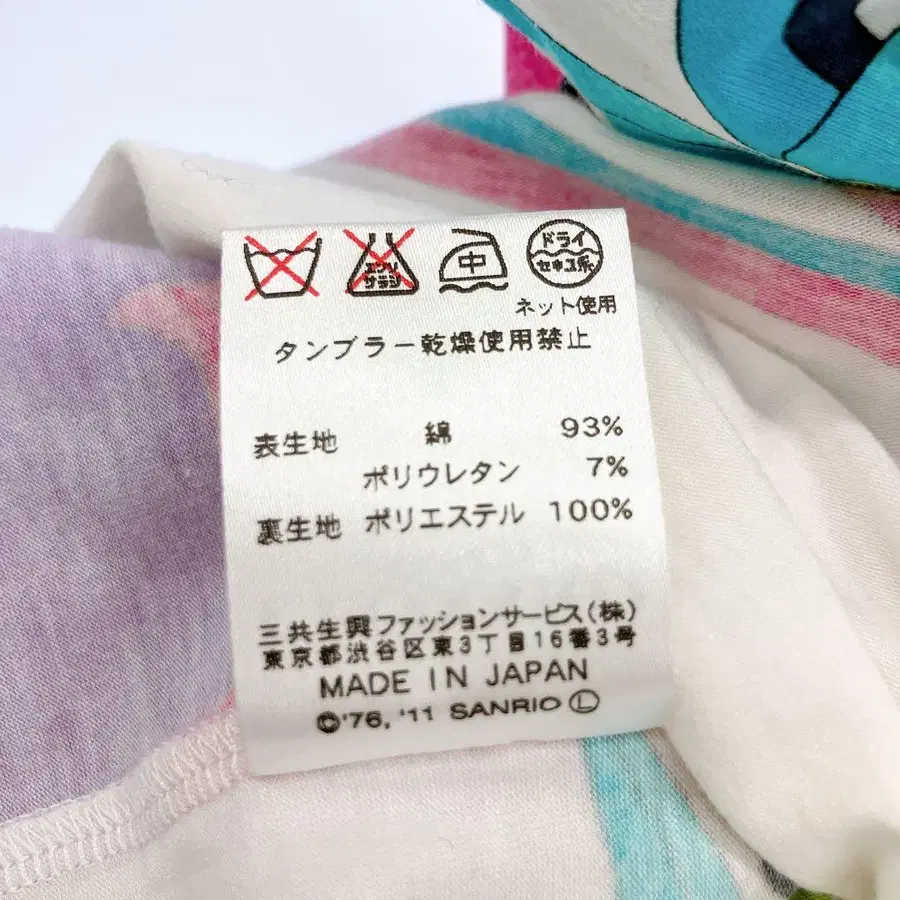 エンソ
サラシ
中
ドライ
セキユ系
ネット使用
タンブラー乾燥使用禁止
表生地 綿 93%
ポリウレタン 7%
裏生地 ポリエステル 100%
三共生興ファッションサービス(株)
東京都渋谷区東3丁目16番3号
MADE IN JAPAN
©'76, '11 SANRIO Ⓛ